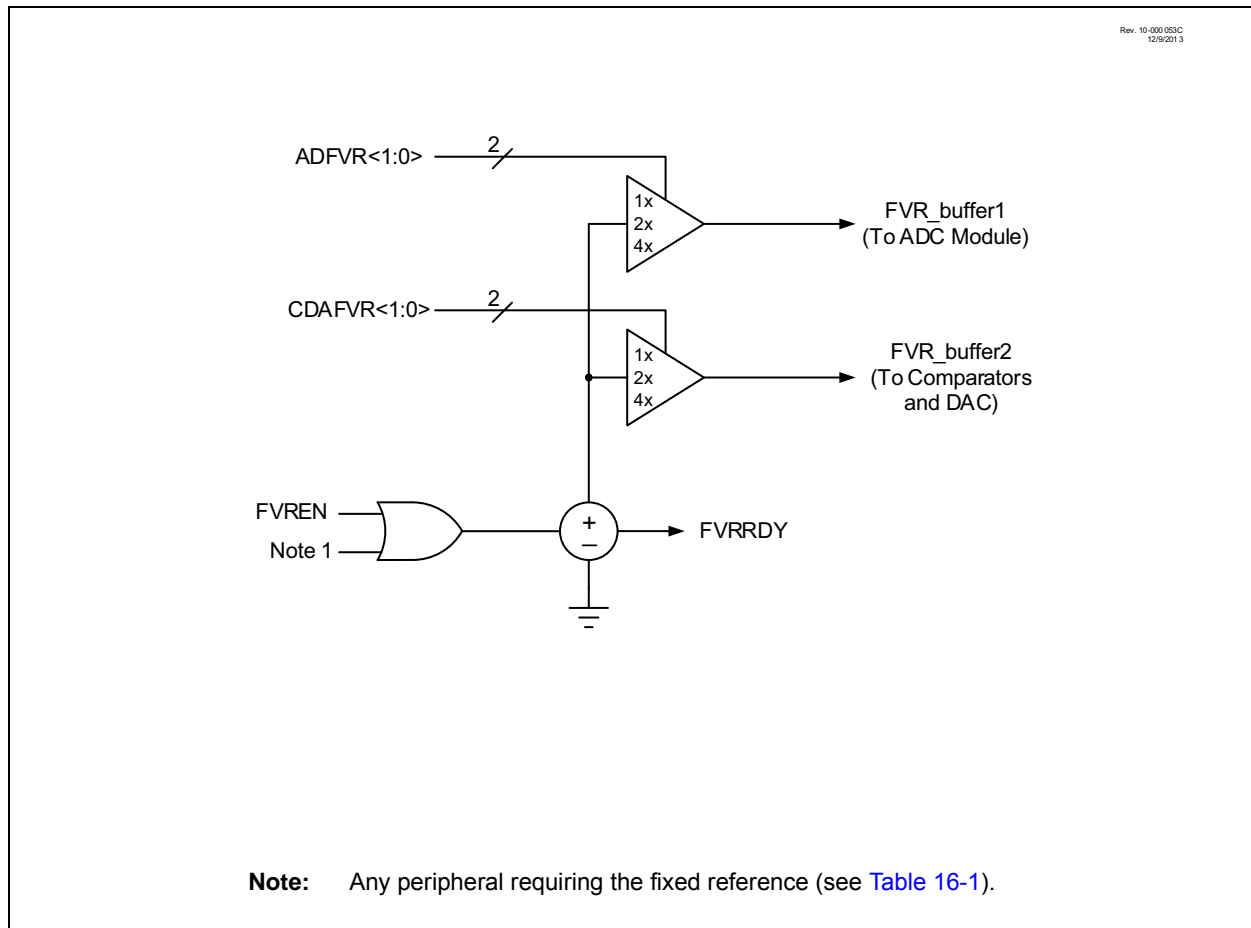 Rev. 10-000 053C
12/9/201 3
ADFVR<1:0>
2
1x
2x
4x
FVR_buffer1
(To ADC Module)
CDAFVR<1:0>
2
1x
2x
4x
FVR_buffer2
(To Comparators
and DAC)
FVREN
Note 1
+
_
FVRRDY
Note: Any peripheral requiring the fixed reference (see Table 16-1).